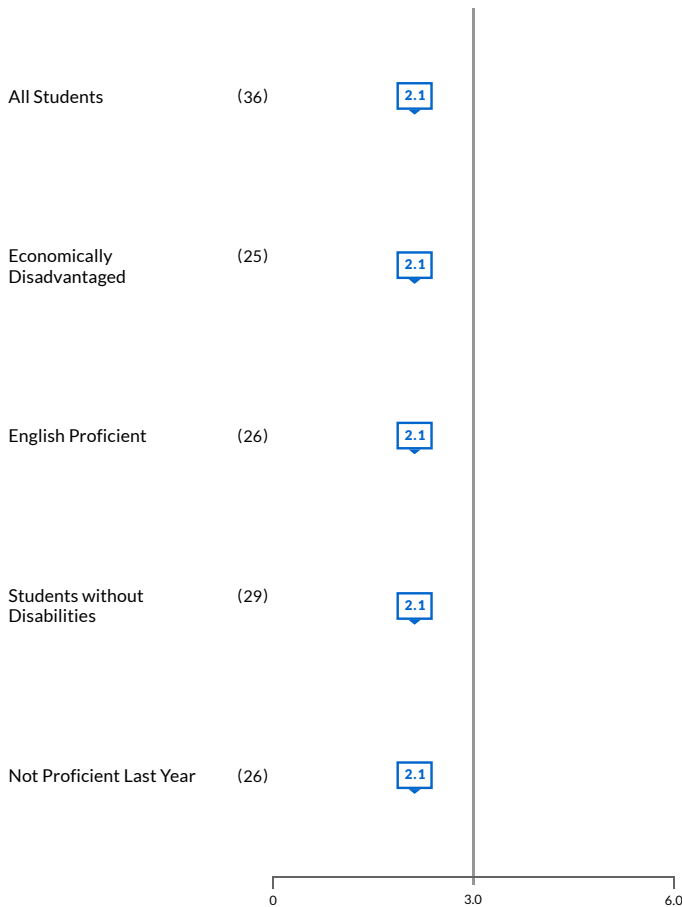 All Students (36) 2.1
Economically
Disadvantaged (25) 2.1
English Proficient (26) 2.1
Students without
Disabilities (29) 2.1
Not Proficient Last Year (26) 2.1
0 3.0 6.0